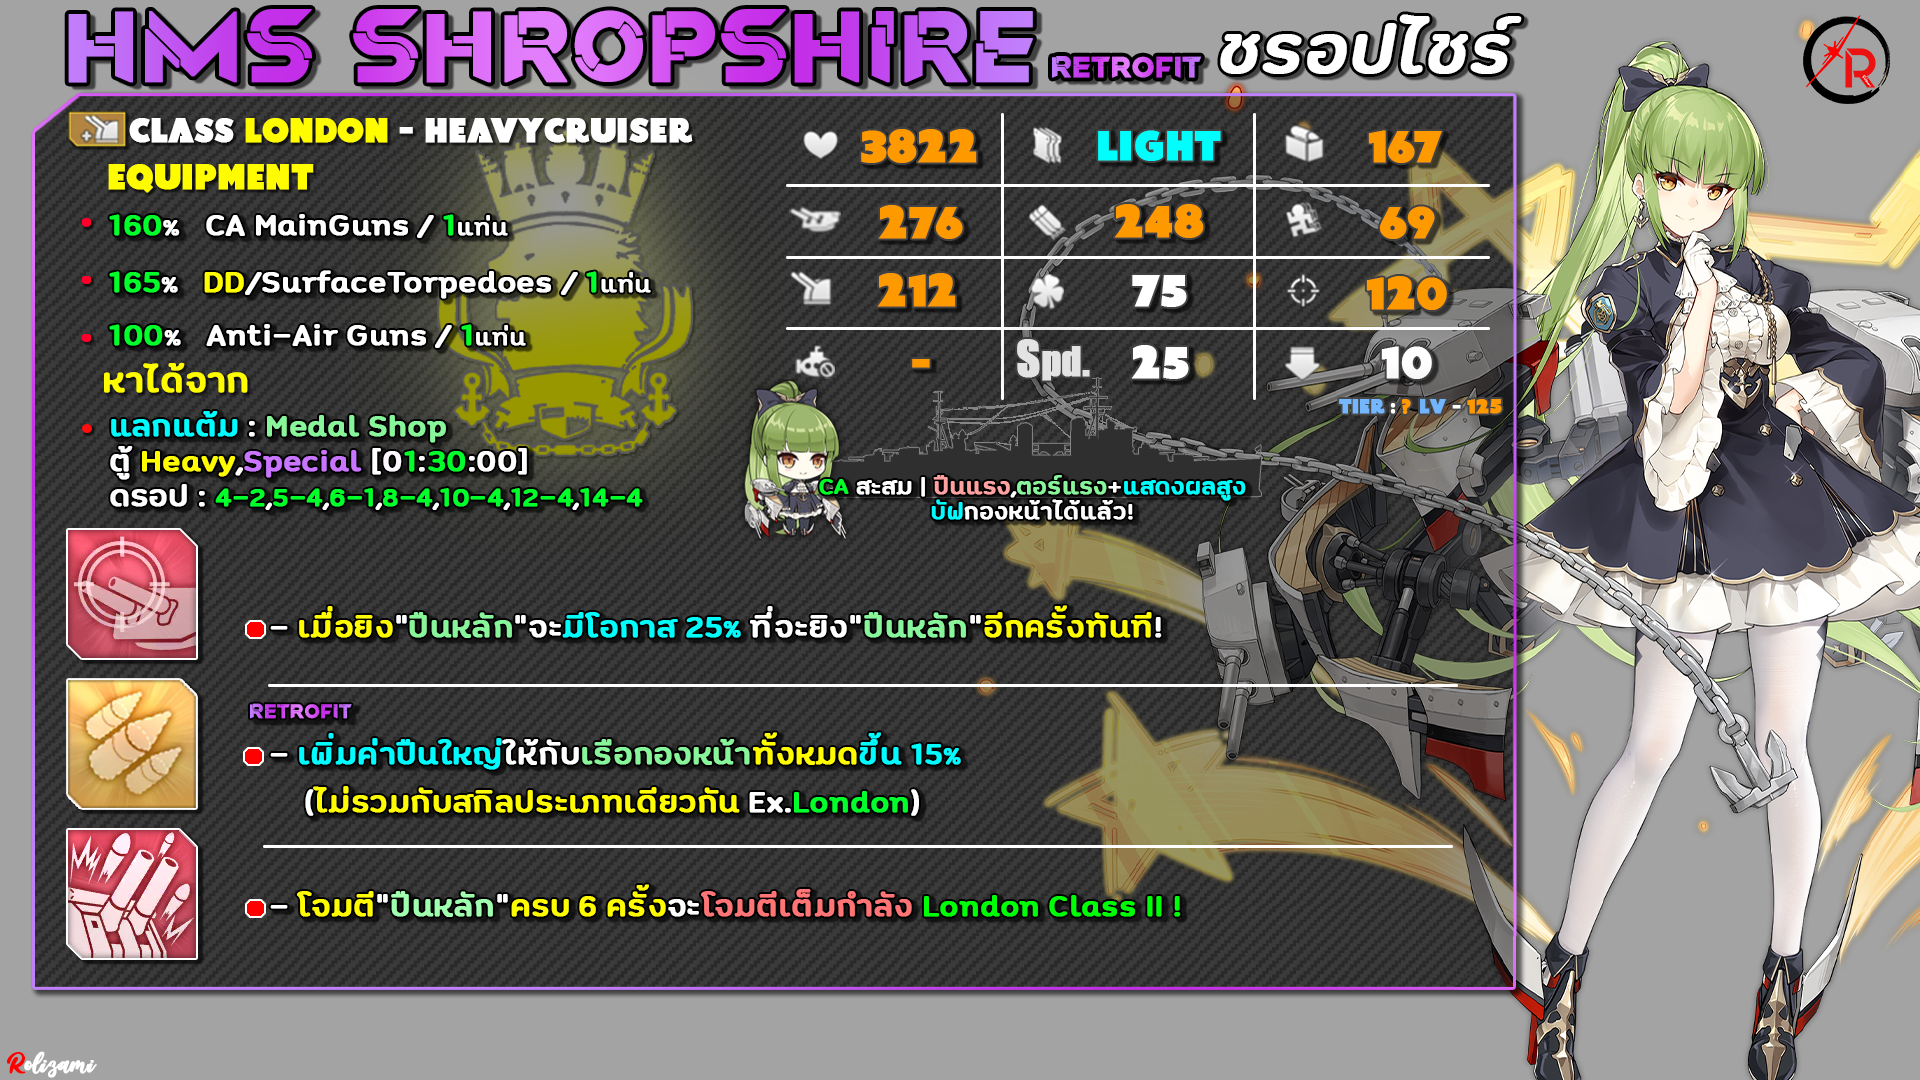 HMS SHROPSHIRE RETROFIT ชรอปไชร์
R
CLASS LONDON - HEAVYCRUISER
EQUIPMENT
160% CA MainGuns / 1แท่น
165% DD/SurfaceTorpedoes / 1แท่น
100% Anti-Air Guns / 1แท่น
หาได้จาก
แลกแต้ม : Medal Shop
ตู้ Heavy,Special [01:30:00]
ดรอป : 4-2,5-4,6-1,8-4,10-4,12-4,14-4
3822 LIGHT 167
276 248 69
212 75 120
- Spd. 25 10
TIER : ? LV - 125
CA สะสม | ปืนแรง,ตอร์แรง+แสดงผลสูง
บัฟกองหน้าได้แล้ว!
- เมื่อยิง"ปืนหลัก"จะมีโอกาส 25% ที่จะยิง"ปืนหลัก"อีกครั้งทันที!
RETROFIT
- เพิ่มค่าปืนใหญ่ให้กับเรือกองหน้าทั้งหมดขึ้น 15%
(ไม่รวมกับสกิลประเภทเดียวกัน Ex.London)
- โจมตี"ปืนหลัก"ครบ 6 ครั้งจะโจมตีเต็มกำลัง London Class II !
Rolizami